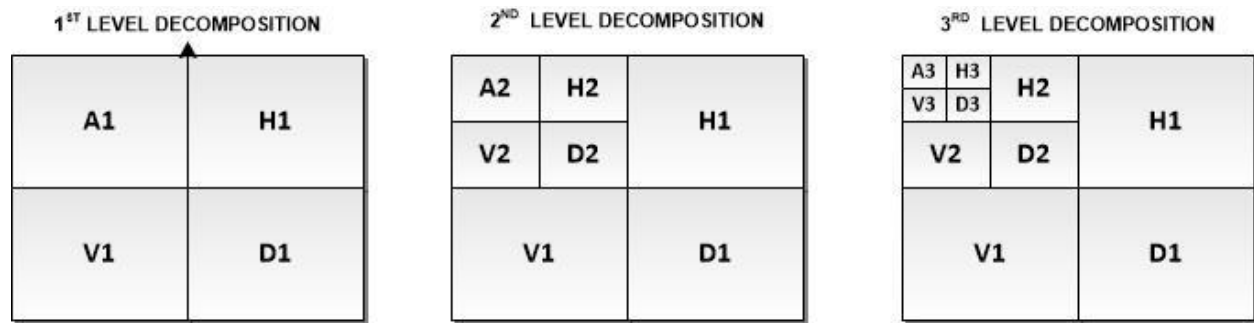 1ST LEVEL DECOMPOSITION
A1 H1
V1 D1
2ND LEVEL DECOMPOSITION
A2 H2
H1
V2 D2
V1 D1
3RD LEVEL DECOMPOSITION
A3 H3
H2
V3 D3
H1
V2 D2
V1 D1